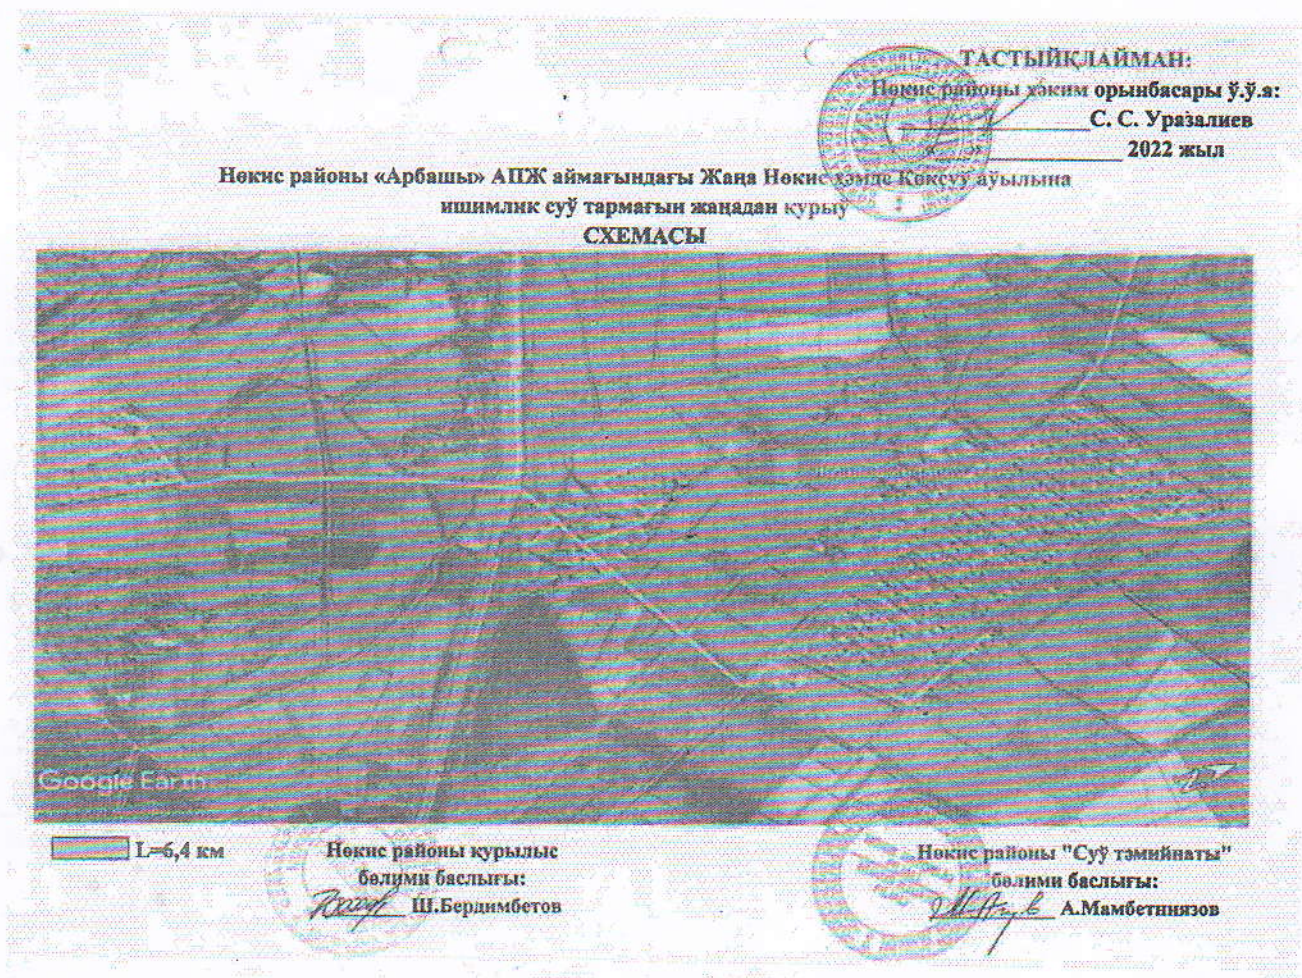 ТАСТЫЙҚЛАЙМАН:
Нөкис районы ҳәким орынбасары ў.ў.а:
С. С. Уразалиев
2022 жыл
Нөкис районы «Арбашы» АПЖ аймағындағы Жаңа Нөкис ҳәмде Көксуў аўылына
ишимлик суў тармағын жаңадан қурыў
СХЕМАСЫ
Google Earth
L=6,4 км
Нөкис районы қурылыс
бөлими баслығы:
Ш.Бердимбетов
Нөкис районы "Суў тәмийнаты"
бөлими баслығы:
А.Мамбетниязов